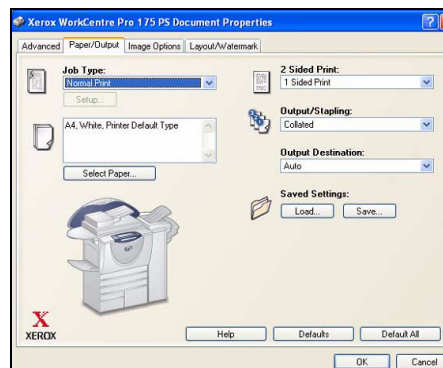 Xerox WorkCentre Pro 175 PS Document Properties
Advanced Paper/Output Image Options Layout/Watermark
Job Type:
Normal Print
Setup...
A4, White, Printer Default Type
Select Paper...
2 Sided Print:
1 Sided Print
Output/Stapling:
Collated
Output Destination:
Auto
Saved Settings:
Load... Save...
X
XEROX
Help Defaults Default All
OK Cancel